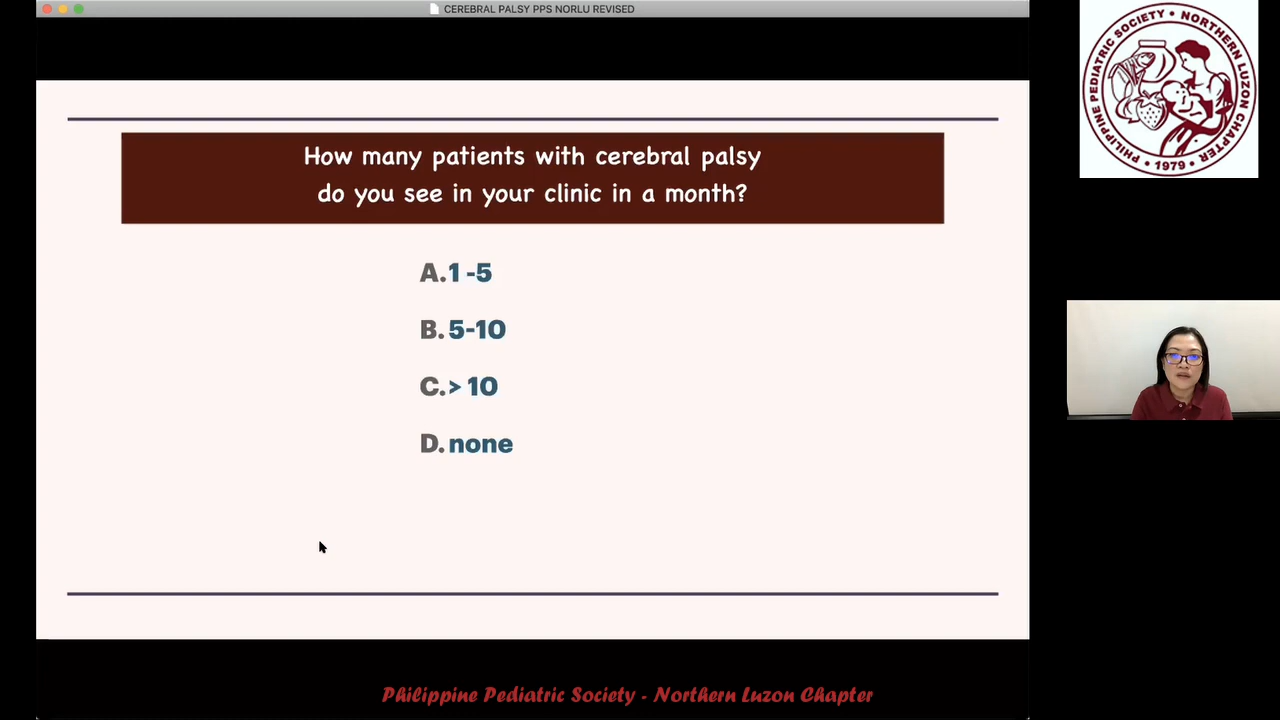 CEREBRAL PALSY PPS NORLU REVISED
How many patients with cerebral palsy
do you see in your clinic in a month?
A. 1 -5
B. 5-10
C. > 10
D. none
PHILIPPINE PEDIATRIC SOCIETY • NORTHERN LUZON CHAPTER •
• 1979 •
Philippine Pediatric Society - Northern Luzon Chapter